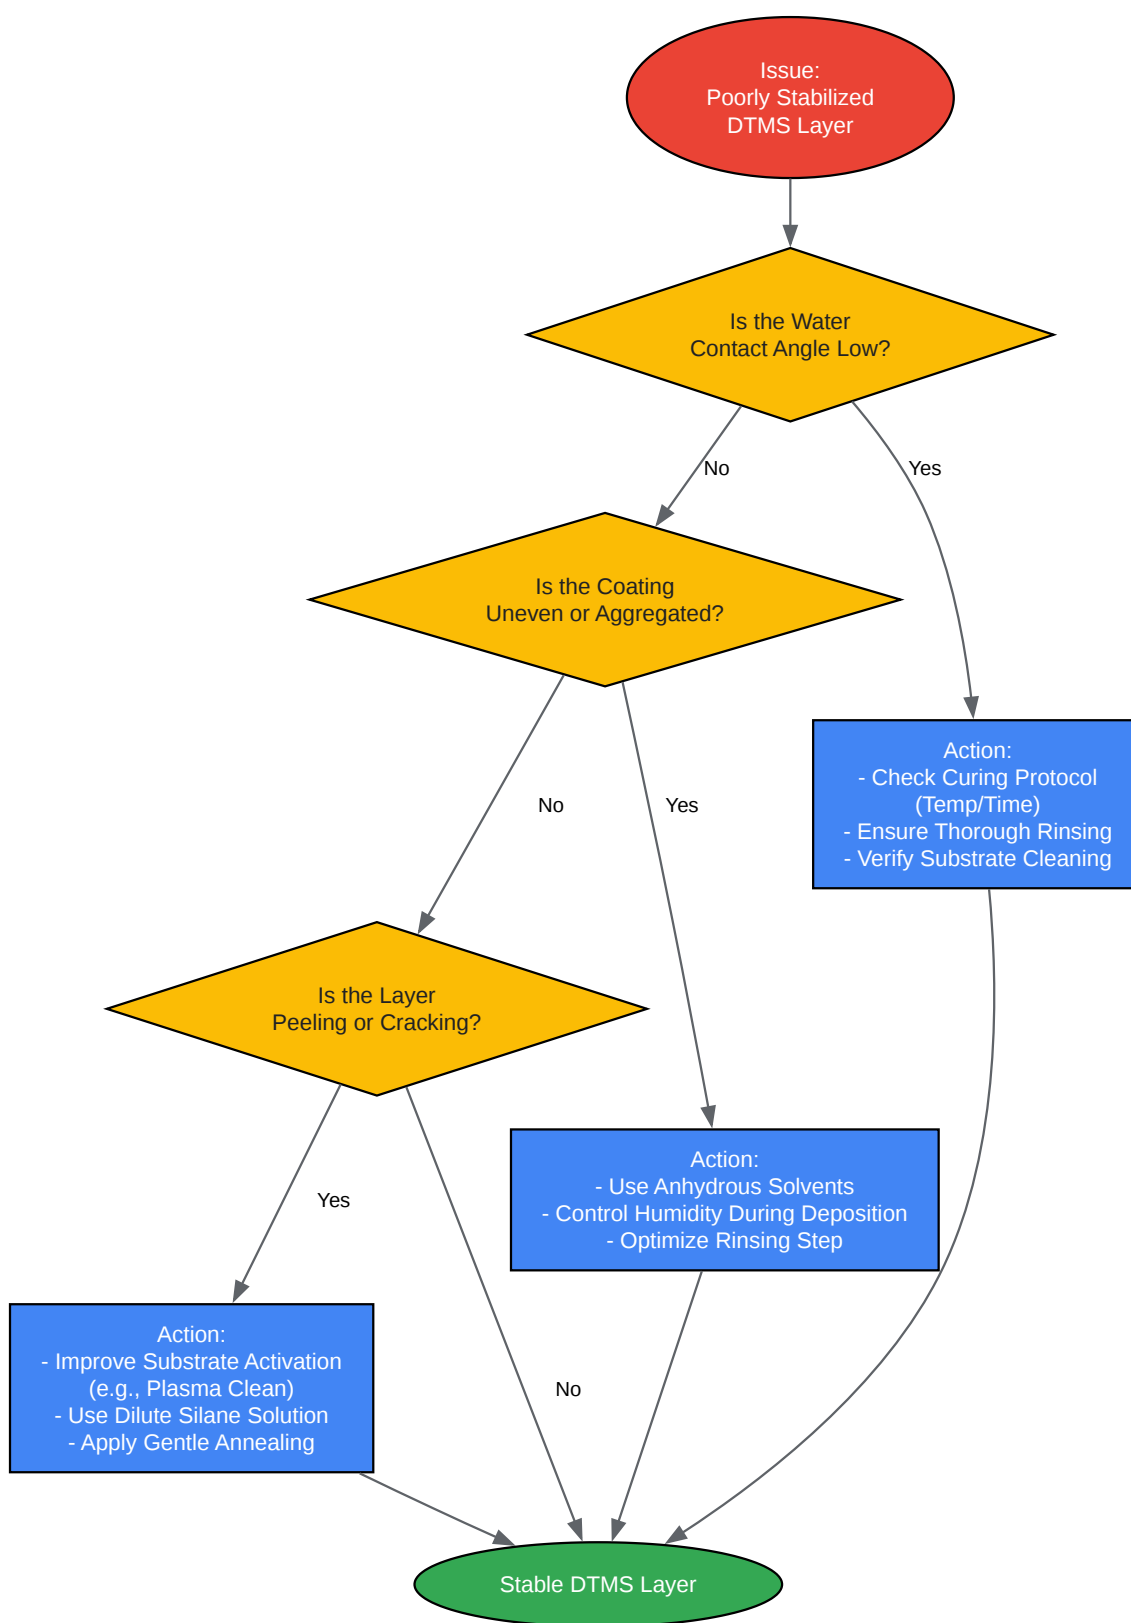 Issue:
Poorly Stabilized
DTMS Layer
Is the Water
Contact Angle Low?
No
Yes
Is the Coating
Uneven or Aggregated?
No
Yes
Action:
- Check Curing Protocol
(Temp/Time)
- Ensure Thorough Rinsing
- Verify Substrate Cleaning
Is the Layer
Peeling or Cracking?
Yes
No
Action:
- Use Anhydrous Solvents
- Control Humidity During Deposition
- Optimize Rinsing Step
Action:
- Improve Substrate Activation
(e.g., Plasma Clean)
- Use Dilute Silane Solution
- Apply Gentle Annealing
Stable DTMS Layer